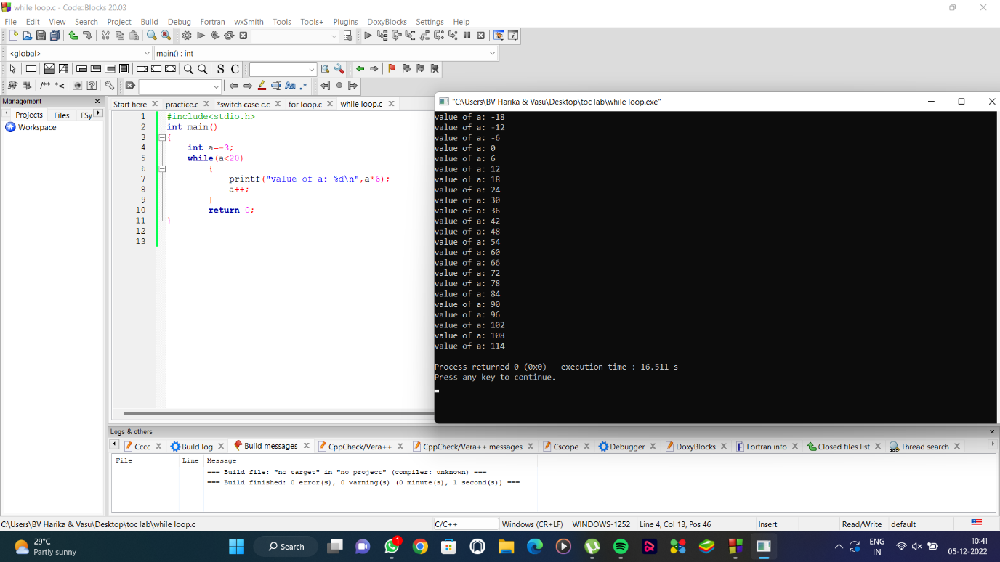 while loop.c - Code::Blocks 20.03
File Edit View Search Project Build Debug Fortran wxSmith Tools Tools+ Plugins DoxyBlocks Settings Help
<global> main() : int
S C
/** *< Aa .*
Management
Projects Files FSy
Workspace
Start here practice.c *switch case c.c for loop.c while loop.c
1 #include<stdio.h>
2 int main()
3 {
4 int a=-3;
5 while(a<20)
6 {
7 printf("value of a: %d\n",a*6);
8 a++;
9 }
10 return 0;
11 }
12
13
"C:\Users\BV Harika & Vasu\Desktop\toc lab\while loop.exe"
value of a: -18
value of a: -12
value of a: -6
value of a: 0
value of a: 6
value of a: 12
value of a: 18
value of a: 24
value of a: 30
value of a: 36
value of a: 42
value of a: 48
value of a: 54
value of a: 60
value of a: 66
value of a: 72
value of a: 78
value of a: 84
value of a: 90
value of a: 96
value of a: 102
value of a: 108
value of a: 114
Process returned 0 (0x0)   execution time : 16.511 s
Press any key to continue.
Logs & others
Cccc Build log Build messages CppCheck/Vera++ CppCheck/Vera++ messages Cscope Debugger DoxyBlocks Fortran info Closed files list Thread search
File Line Message
=== Build file: "no target" in "no project" (compiler: unknown) ===
=== Build finished: 0 error(s), 0 warning(s) (0 minute(s), 1 second(s)) ===
C:\Users\BV Harika & Vasu\Desktop\toc lab\while loop.c C/C++ Windows (CR+LF) WINDOWS-1252 Line 4, Col 13, Pos 46 Insert Read/Write default
29°C
Partly sunny
Search
1
ENG
IN
10:41
05-12-2022